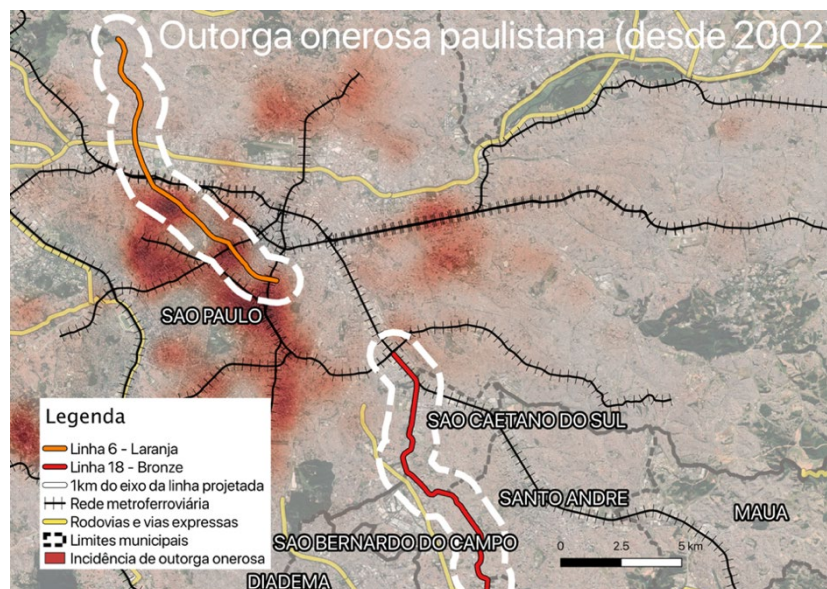 Outorga onerosa paulistana (desde 2002
SAO PAULO
SAO CAETANO DO SUL
SANTO ANDRE
MAUA
SAO BERNARDO DO CAMPO
DIADEMA
Legenda
Linha 6 - Laranja
Linha 18 - Bronze
1km do eixo da linha projetada
Rede metroferroviária
Rodovias e vias expressas
Limites municipais
Incidência de outorga onerosa
0 2.5 5 km